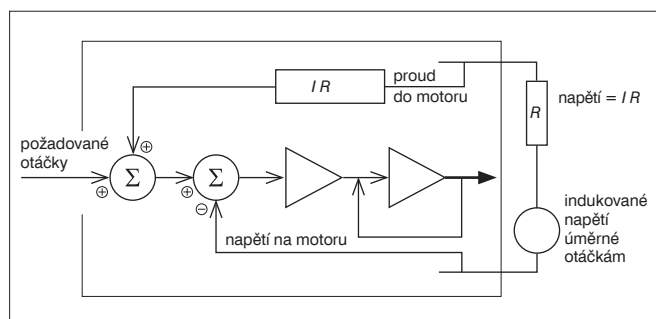 I R
proud
do motoru
R
napětí = I R
požadované
otáčky
⊕
Σ
⊕
⊕
Σ
⊖
napětí na motoru
indukované
napětí
úměrné
otáčkám